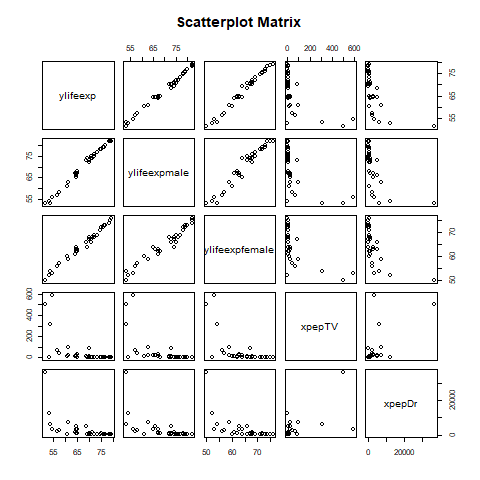 Scatterplot Matrix
55 65 75
0 200 400 600
ylifeexp
55 65 75
ylifeexpmale
55 65 75
ylifeexpfemale
50 60 70
xpepTV
0 200 400 600
xpepDr
0 20000
55 65 75
50 60 70
0 20000